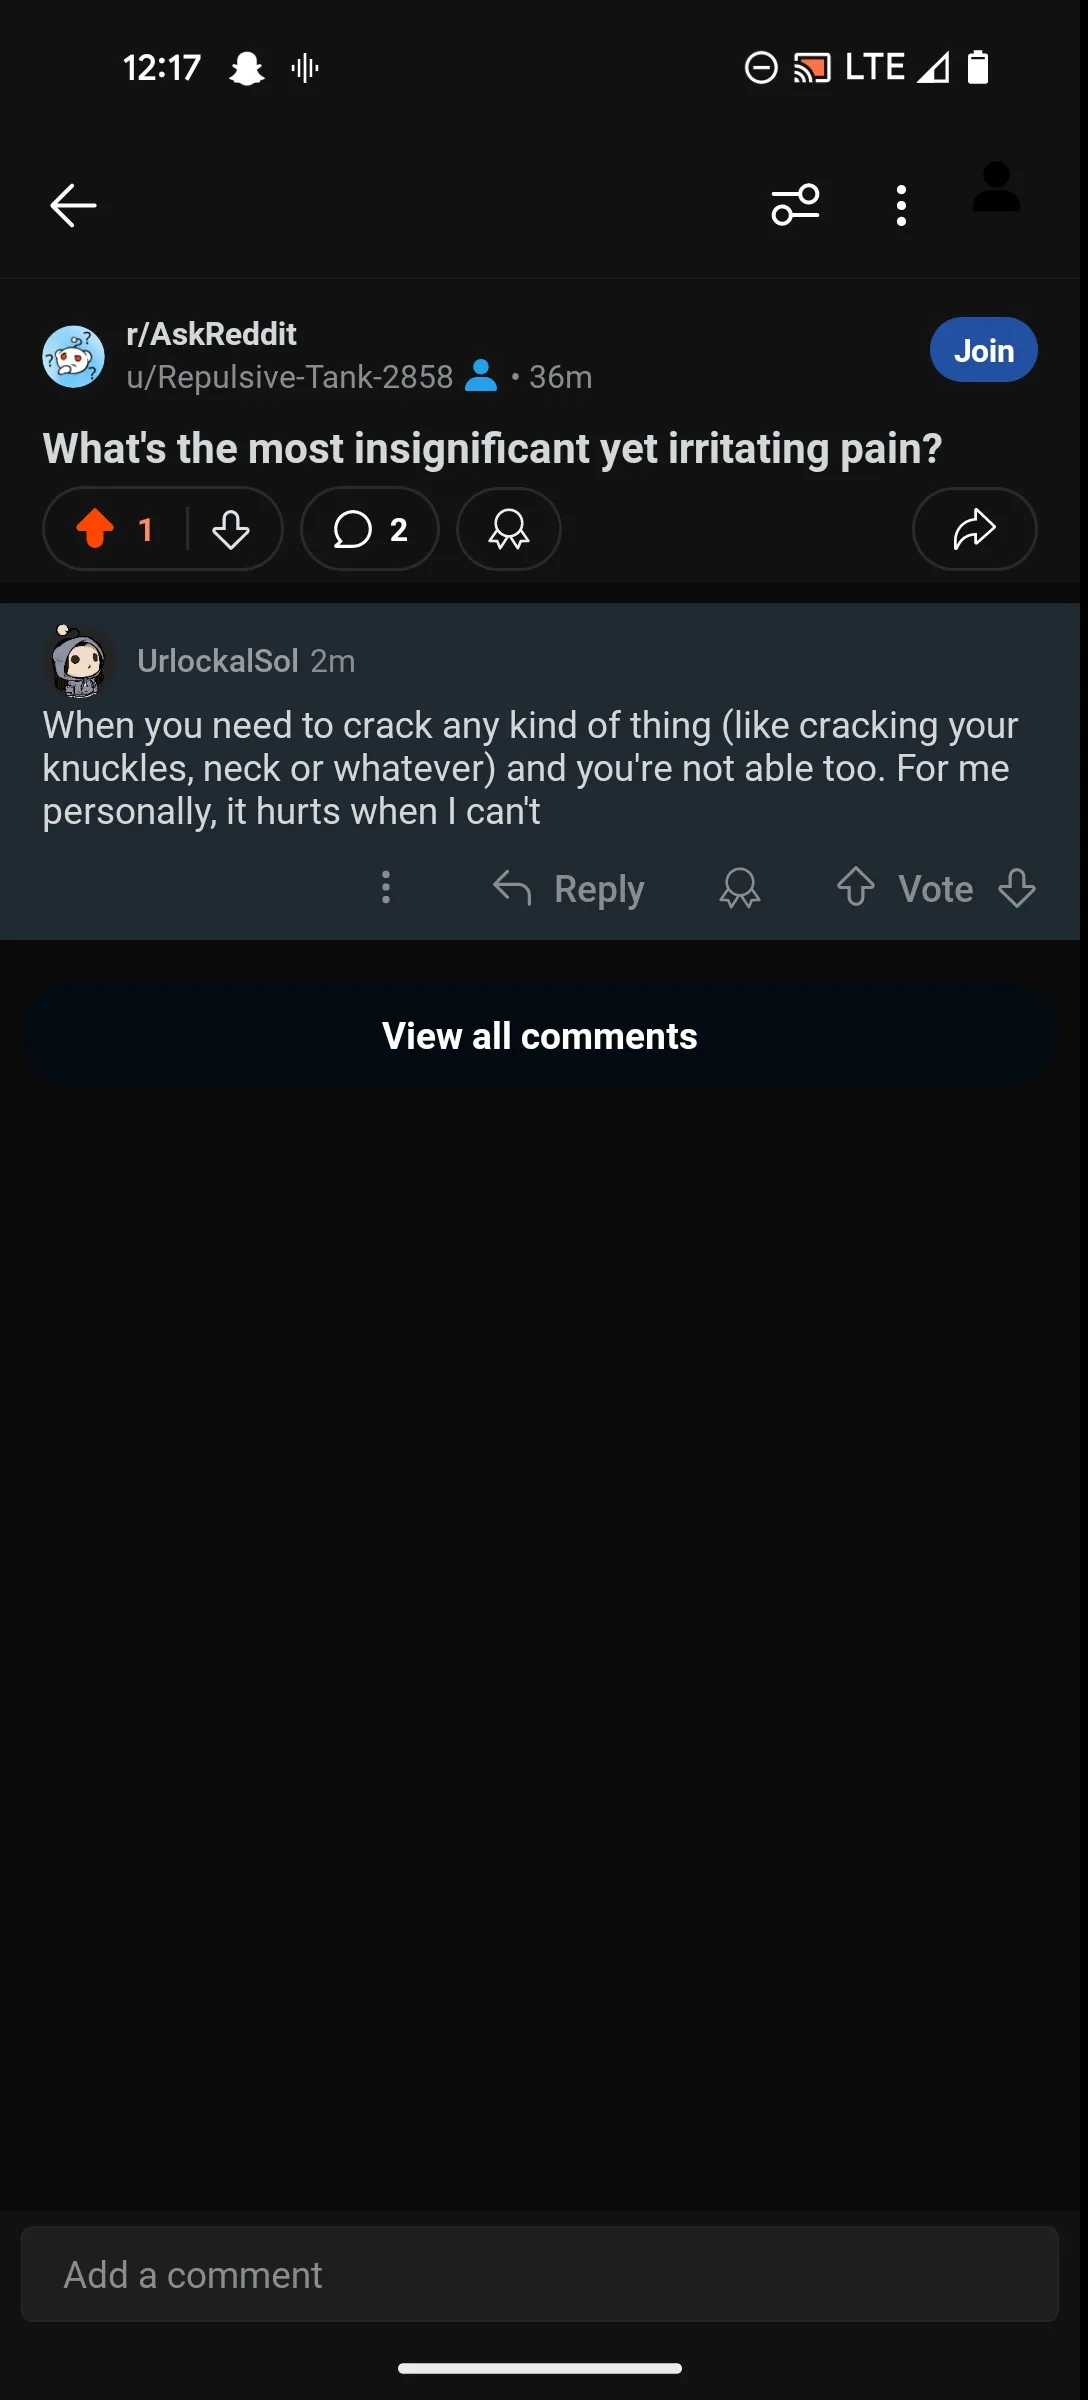 12:17
LTE
r/AskReddit
u/Repulsive-Tank-2858 • 36m
Join
What's the most insignificant yet irritating pain?
1
2
UrlockalSol 2m
When you need to crack any kind of thing (like cracking your
knuckles, neck or whatever) and you're not able too. For me
personally, it hurts when I can't
Reply
Vote
View all comments
Add a comment